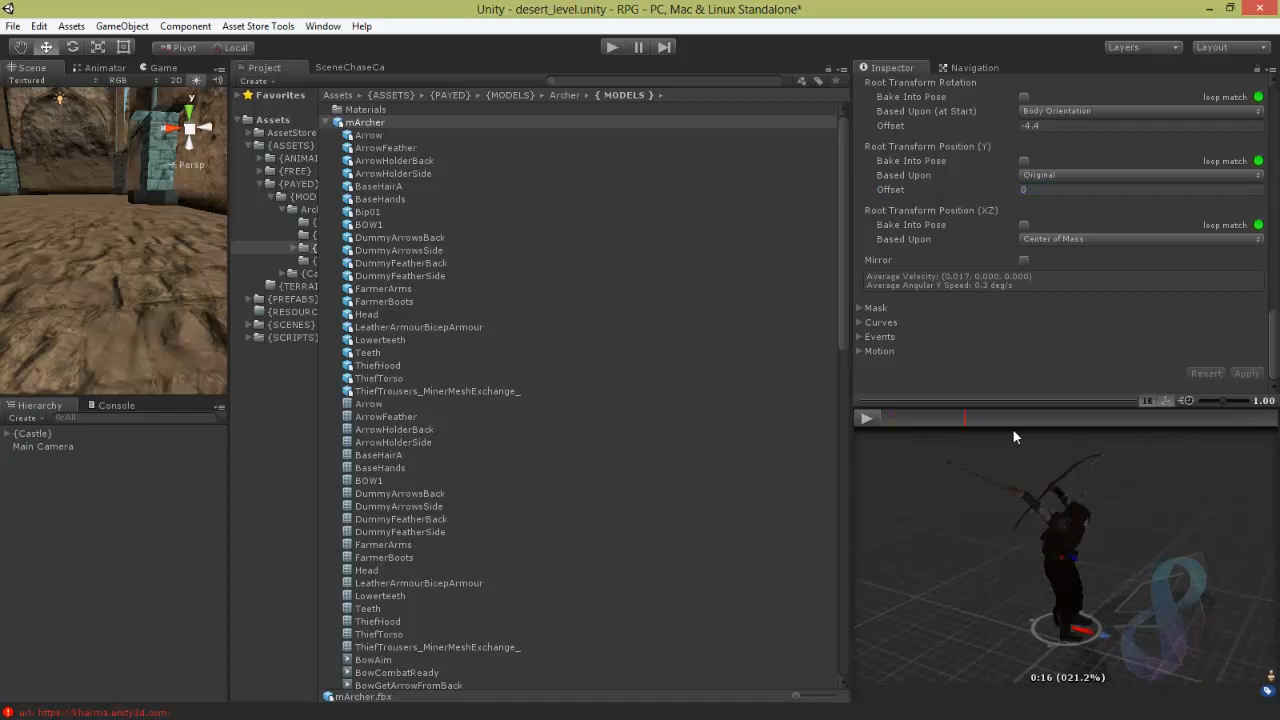 Unity - desert_level.unity - RPG - PC, Mac & Linux Standalone*
File Edit Assets GameObject Component Asset Store Tools Window Help
Pivot Local Layers Layout
Scene Animator Game Project SceneChaseCa Inspector Navigation
Textured RGB 2D Create
Favorites
Assets
AssetStore
{ASSETS}
{ANIMA
{FREE}
{PAYED
{MOD
Arc
{
{
{
{
{Ca
{TERRAI
{PREFABS}
{RESOURC
{SCENES}
{SCRIPTS}
Assets {ASSETS} {PAYED} {MODELS} Archer { MODELS }
Materials
mArcher
Arrow
ArrowFeather
ArrowHolderBack
ArrowHolderSide
BaseHairA
BaseHands
Bip01
BOW1
DummyArrowsBack
DummyArrowsSide
DummyFeatherBack
DummyFeatherSide
FarmerArms
FarmerBoots
Head
LeatherArmourBicepArmour
Lowerteeth
Teeth
ThiefHood
ThiefTorso
ThiefTrousers_MinerMeshExchange_
Arrow
ArrowFeather
ArrowHolderBack
ArrowHolderSide
BaseHairA
BaseHands
BOW1
DummyArrowsBack
DummyArrowsSide
DummyFeatherBack
DummyFeatherSide
FarmerArms
FarmerBoots
Head
LeatherArmourBicepArmour
Lowerteeth
Teeth
ThiefHood
ThiefTorso
ThiefTrousers_MinerMeshExchange_
BowAim
BowCombatReady
BowGetArrowFromBack
mArcher.fbx
y
x
Persp
Hierarchy Console
Create All
{Castle}
Main Camera
Root Transform Rotation
Bake Into Pose loop match
Based Upon (at Start) Body Orientation
Offset -4.4
Root Transform Position (Y)
Bake Into Pose loop match
Based Upon Original
Offset 0
Root Transform Position (XZ)
Bake Into Pose loop match
Based Upon Center of Mass
Mirror
Average Velocity: (0.017, 0.000, 0.000)
Average Angular Y Speed: 0.3 deg/s
Mask
Curves
Events
Motion
Revert Apply
IK 1.00
0:16 (021.2%)
url: https://kharma.unity3d.com/